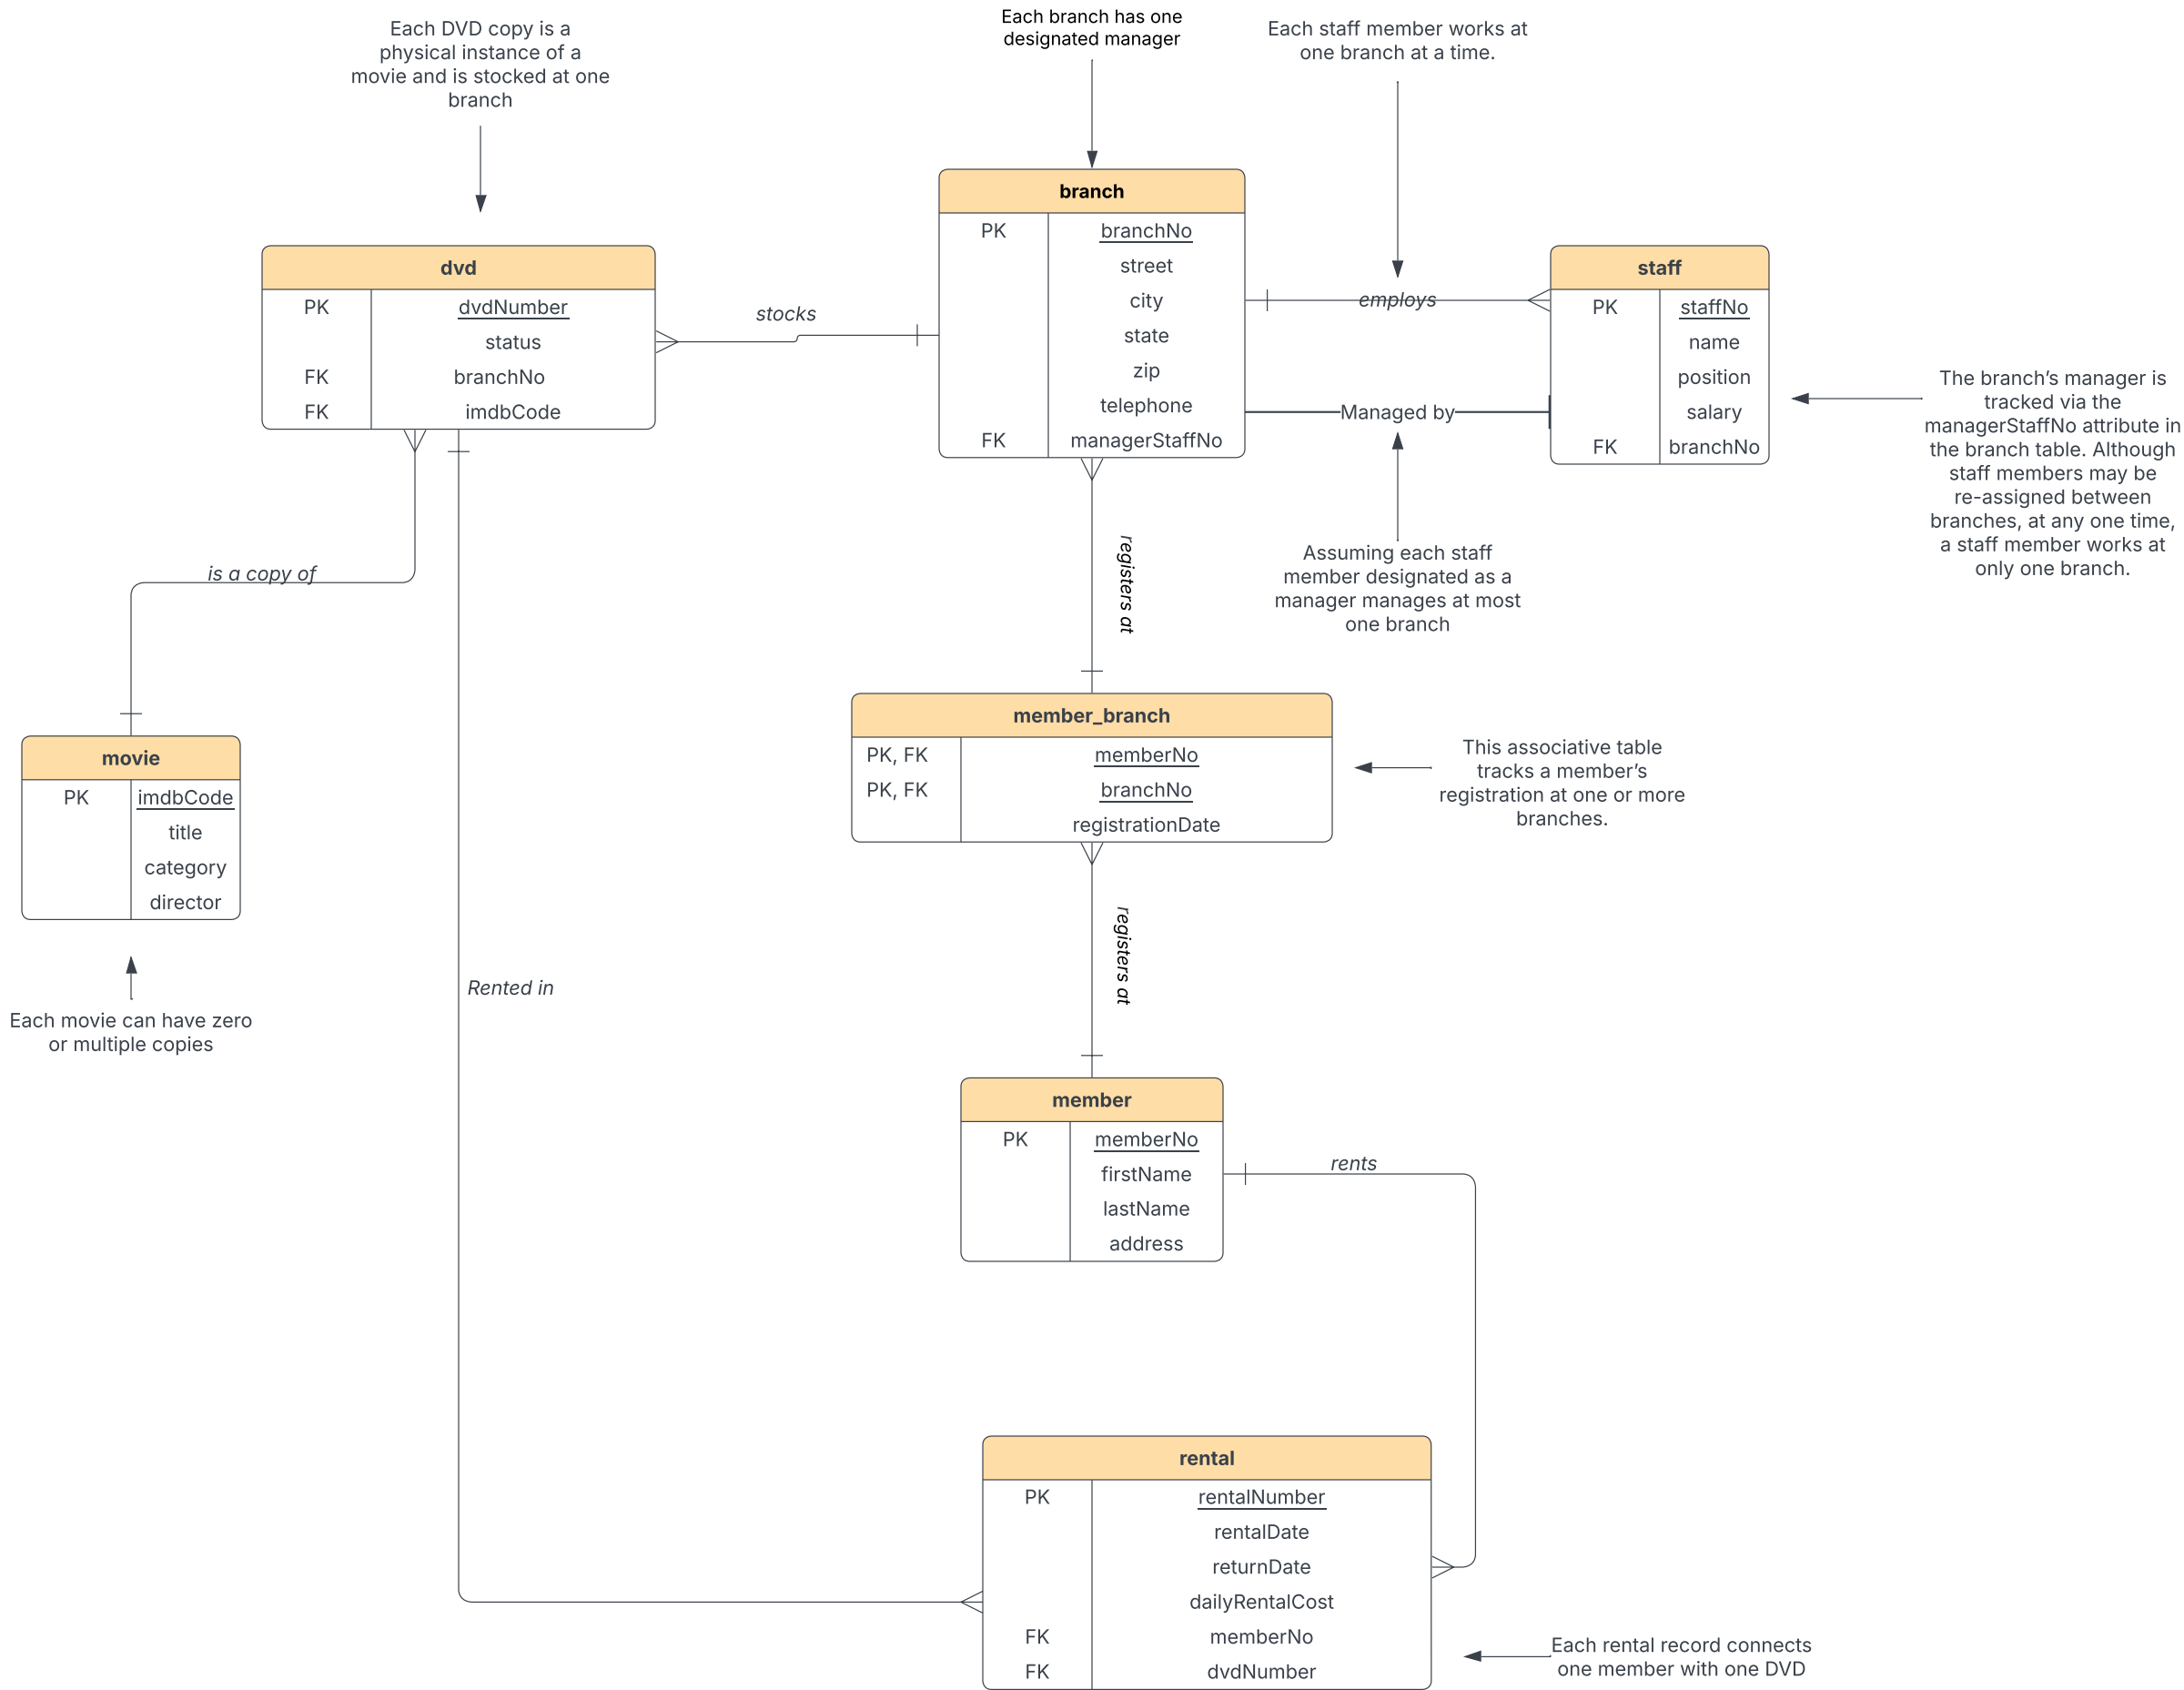 Each DVD copy is a
physical instance of a
movie and is stocked at one
branch
Each branch has one
designated manager
Each staff member works at
one branch at a time.
dvd
PK dvdNumber
status
FK branchNo
FK imdbCode
stocks
branch
PK branchNo
street
city
state
zip
telephone
FK managerStaffNo
employs
Managed by
staff
PK staffNo
name
position
salary
FK branchNo
The branch’s manager is
tracked via the
managerStaffNo attribute in
the branch table. Although
staff members may be
re-assigned between
branches, at any one time,
a staff member works at
only one branch.
Assuming each staff
member designated as a
manager manages at most
one branch
is a copy of
registers at
movie
PK imdbCode
title
category
director
Each movie can have zero
or multiple copies
member_branch
PK, FK memberNo
PK, FK branchNo
registrationDate
This associative table
tracks a member’s
registration at one or more
branches.
registers at
Rented in
member
PK memberNo
firstName
lastName
address
rents
rental
PK rentalNumber
rentalDate
returnDate
dailyRentalCost
FK memberNo
FK dvdNumber
Each rental record connects
one member with one DVD